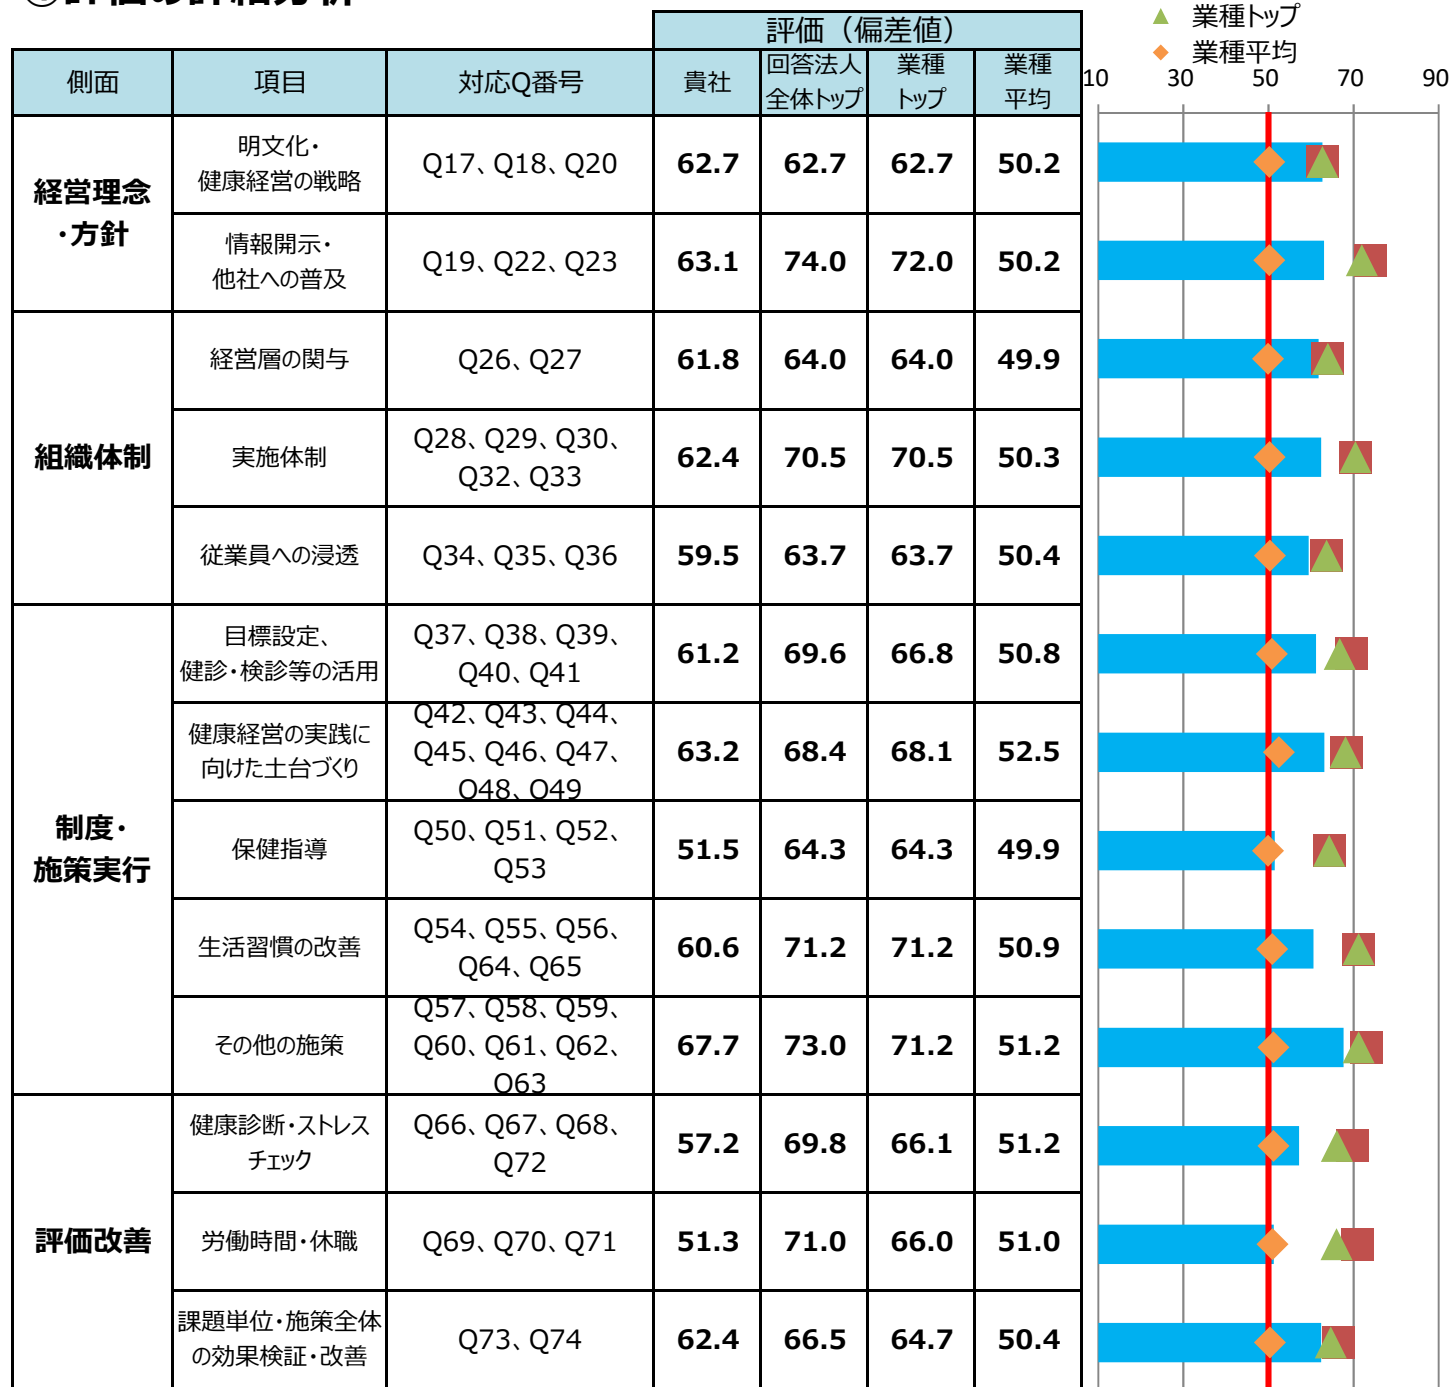 ▲ 業種トップ
◆ 業種平均
評価（偏差値）
側面 項目 対応Q番号 貴社 回答法人全体トップ 業種トップ 業種平均
10 30 50 70 90
経営理念・方針
明文化・健康経営の戦略 Q17、Q18、Q20 62.7 62.7 62.7 50.2
情報開示・他社への普及 Q19、Q22、Q23 63.1 74.0 72.0 50.2
組織体制
経営層の関与 Q26、Q27 61.8 64.0 64.0 49.9
実施体制 Q28、Q29、Q30、Q32、Q33 62.4 70.5 70.5 50.3
従業員への浸透 Q34、Q35、Q36 59.5 63.7 63.7 50.4
制度・施策実行
目標設定、健診・検診等の活用 Q37、Q38、Q39、Q40、Q41 61.2 69.6 66.8 50.8
健康経営の実践に向けた土台づくり Q42、Q43、Q44、Q45、Q46、Q47、Q48、Q49 63.2 68.4 68.1 52.5
保健指導 Q50、Q51、Q52、Q53 51.5 64.3 64.3 49.9
生活習慣の改善 Q54、Q55、Q56、Q64、Q65 60.6 71.2 71.2 50.9
その他の施策 Q57、Q58、Q59、Q60、Q61、Q62、Q63 67.7 73.0 71.2 51.2
評価改善
健康診断・ストレスチェック Q66、Q67、Q68、Q72 57.2 69.8 66.1 51.2
労働時間・休職 Q69、Q70、Q71 51.3 71.0 66.0 51.0
課題単位・施策全体の効果検証・改善 Q73、Q74 62.4 66.5 64.7 50.4